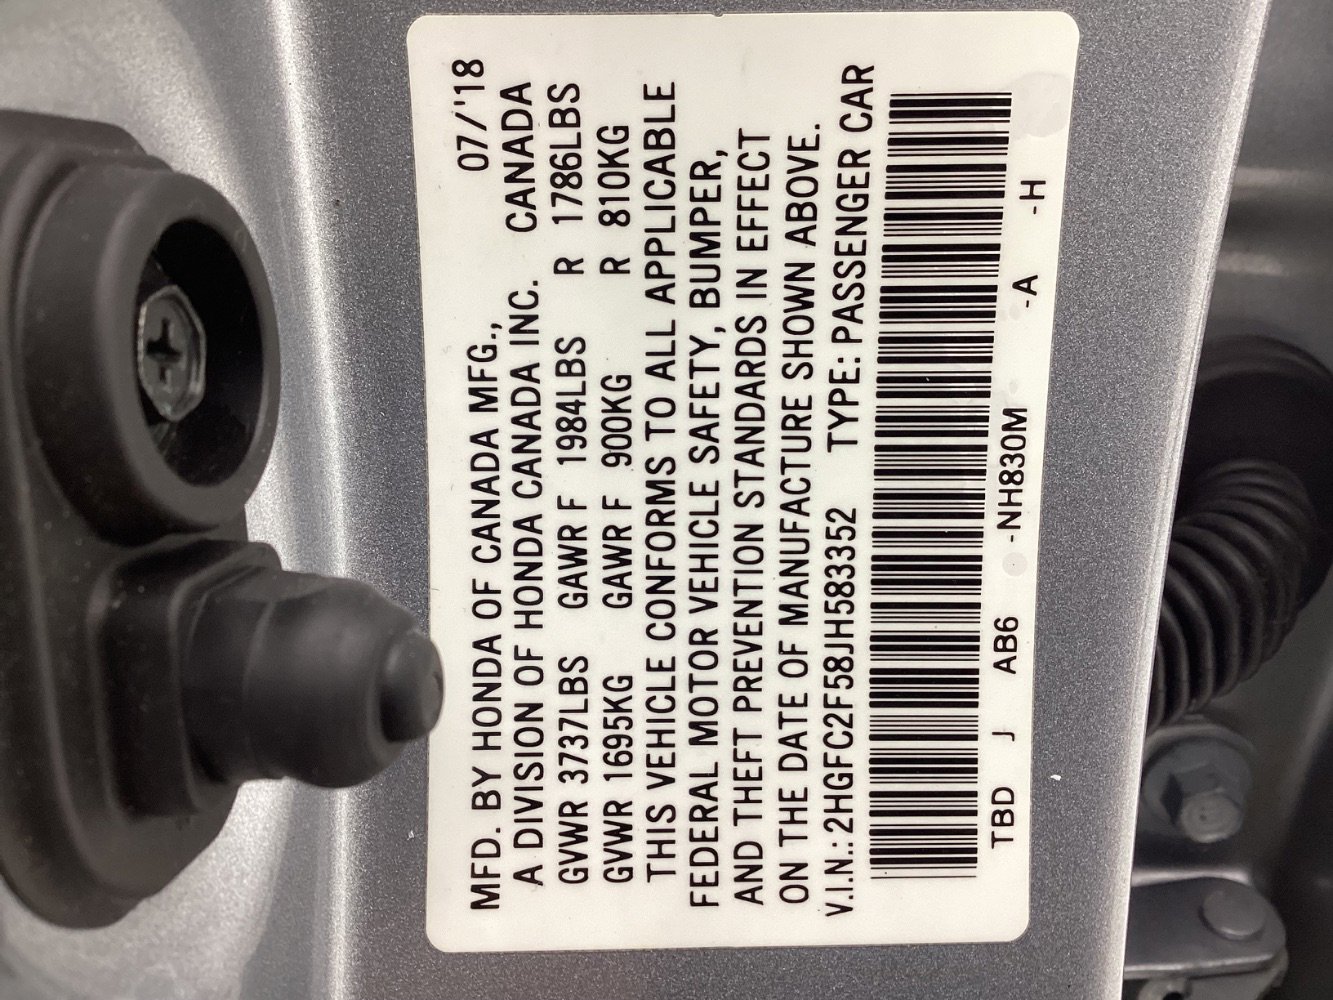 07/'18
MFD. BY HONDA OF CANADA MFG.,
A DIVISION OF HONDA CANADA INC. CANADA
GVWR 3737LBS GAWR F 1984LBS R 1786LBS
GVWR 1695KG GAWR F 900KG R 810KG
THIS VEHICLE CONFORMS TO ALL APPLICABLE
FEDERAL MOTOR VEHICLE SAFETY, BUMPER,
AND THEFT PREVENTION STANDARDS IN EFFECT
ON THE DATE OF MANUFACTURE SHOWN ABOVE.
V.I.N.: 2HGFC2F58JH583352 TYPE: PASSENGER CAR
TBD J AB6 -NH830M -A -H